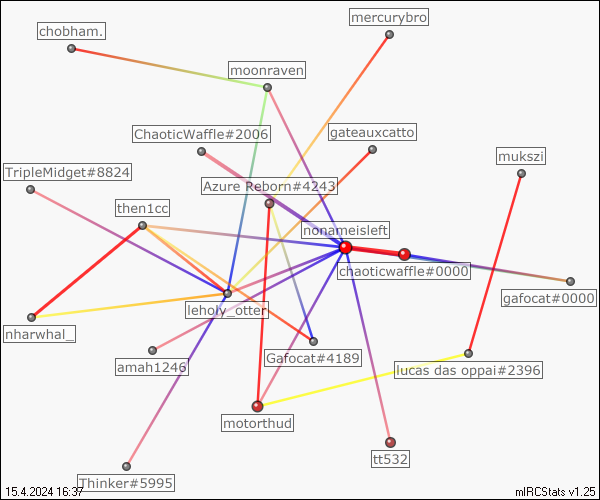 mercurybro
chobham.
moonraven
ChaoticWaffle#2006
gateauxcatto
mukszi
TripleMidget#8824
Azure Reborn#4243
then1cc
nonameisleft
chaoticwaffle#0000
gafocat#0000
leholy_otter
nharwhal_
Gafocat#4189
amah1246
lucas das oppai#2396
motorthud
tt532
Thinker#5995
15.4.2024 16:37
mIRCStats v1.25